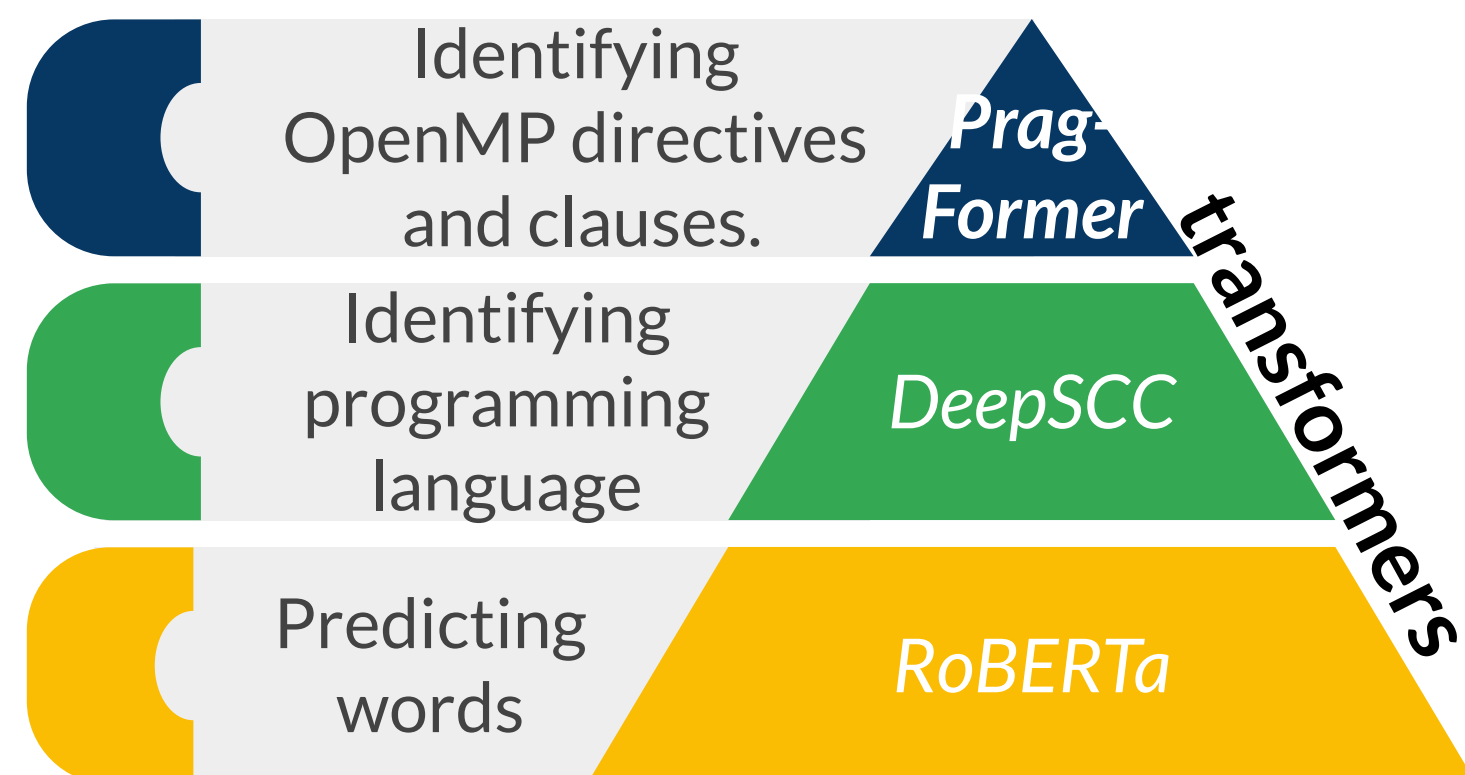 Identifying
OpenMP directives
and clauses.
Prag-
Former
Identifying
programming
language
DeepSCC
Predicting
words
RoBERTa
transformers